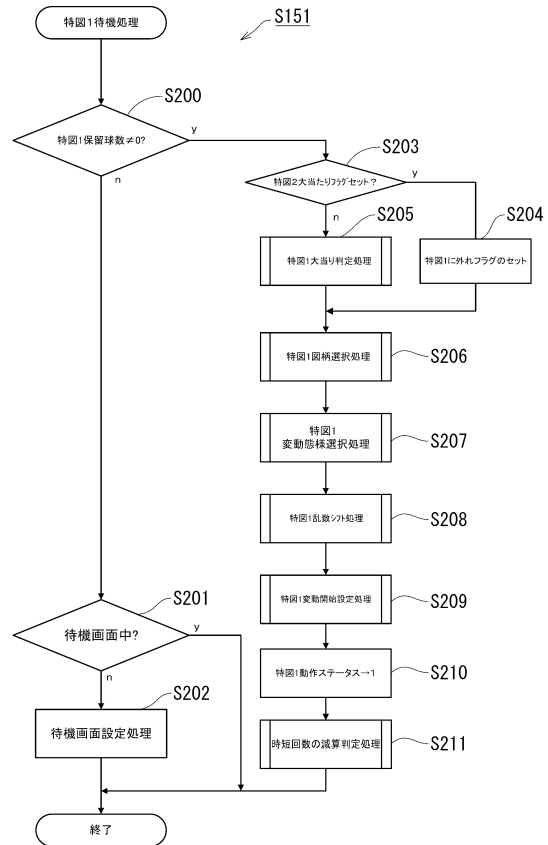 特図1待機処理
S151
S200
特図1保留球数≠0?
y
n
S203
特図2大当たりフラグセット？
y
n
S205
S204
特図1大当り判定処理
特図1に外れフラグのセット
特図1図柄選択処理
S206
特図1
変動態様選択処理
S207
特図1乱数シフト処理
S208
特図1変動開始設定処理
S209
S201
待機画面中?
y
n
特図1動作ステータス→1
S210
S202
待機画面設定処理
時短回数の減算判定処理
S211
終了